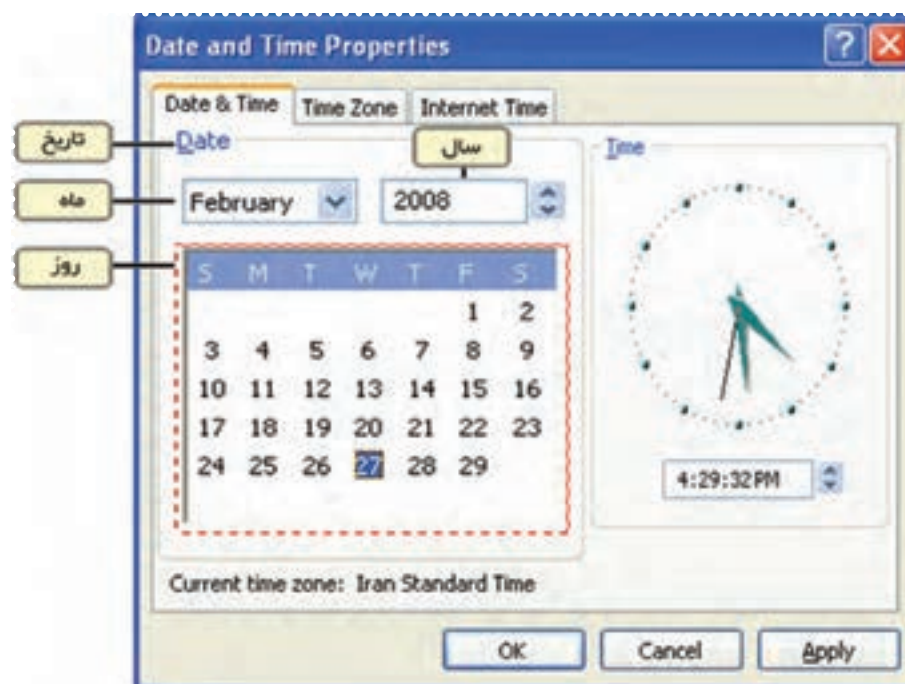 Date and Time Properties
Date & Time Time Zone Internet Time
تاریخ
Date
سال
Time
ماه
February
2008
روز
S M T W T F S
1 2
3 4 5 6 7 8 9
10 11 12 13 14 15 16
17 18 19 20 21 22 23
24 25 26 27 28 29
4:29:32 PM
Current time zone: Iran Standard Time
OK Cancel Apply